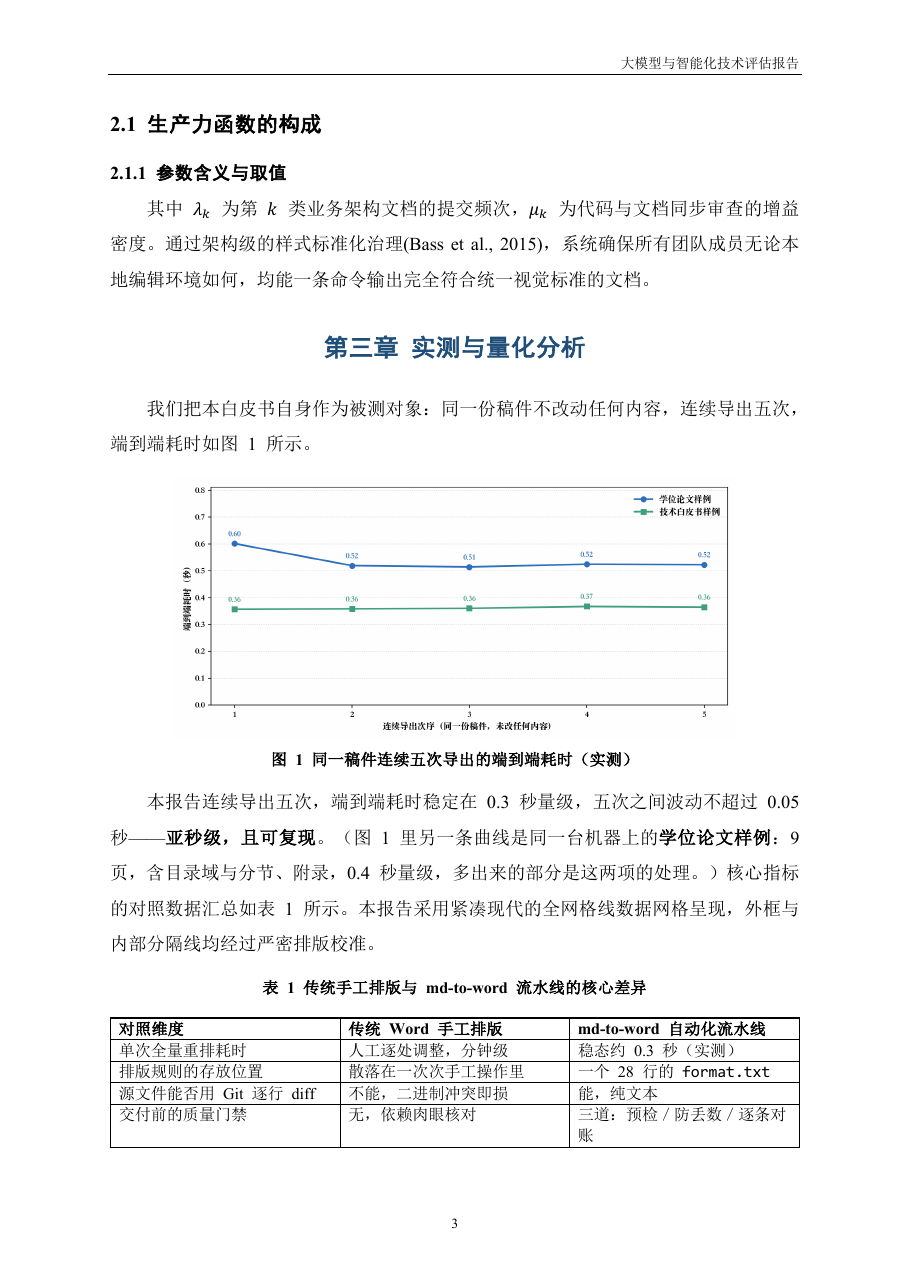 大模型与智能化技术评估报告
2.1 生产力函数的构成
2.1.1 参数含义与取值
其中 λk 为第 k 类业务架构文档的提交频次，μk 为代码与文档同步审查的增益
密度。通过架构级的样式标准化治理(Bass et al., 2015)，系统确保所有团队成员无论本
地编辑环境如何，均能一条命令输出完全符合统一视觉标准的文档。
第三章 实测与量化分析
我们把本白皮书自身作为被测对象：同一份稿件不改动任何内容，连续导出五次，
端到端耗时如图 1 所示。
0.8
学位论文样例
技术白皮书样例
0.7
0.6
0.5
0.4
0.3
0.2
0.1
0.0
端到端耗时（秒）
0.60 0.52 0.51 0.52 0.52
0.36 0.36 0.36 0.37 0.36
1 2 3 4 5
连续导出次序（同一份稿件，未改任何内容）
图 1 同一稿件连续五次导出的端到端耗时（实测）
本报告连续导出五次，端到端耗时稳定在 0.3 秒量级，五次之间波动不超过 0.05
秒——亚秒级，且可复现。（图 1 里另一条曲线是同一台机器上的学位论文样例：9
页，含目录域与分节、附录，0.4 秒量级，多出来的部分是这两项的处理。）核心指标
的对照数据汇总如表 1 所示。本报告采用紧凑现代的全网格线数据网格呈现，外框与
内部分隔线均经过严密排版校准。
表 1 传统手工排版与 md-to-word 流水线的核心差异
对照维度 传统 Word 手工排版 md-to-word 自动化流水线
单次全量重排耗时 人工逐处调整，分钟级 稳态约 0.3 秒（实测）
排版规则的存放位置 散落在一次次手工操作里 一个 28 行的 format.txt
源文件能否用 Git 逐行 diff 不能，二进制冲突即损 能，纯文本
交付前的质量门禁 无，依赖肉眼核对 三道：预检 / 防丢数 / 逐条对
账
3